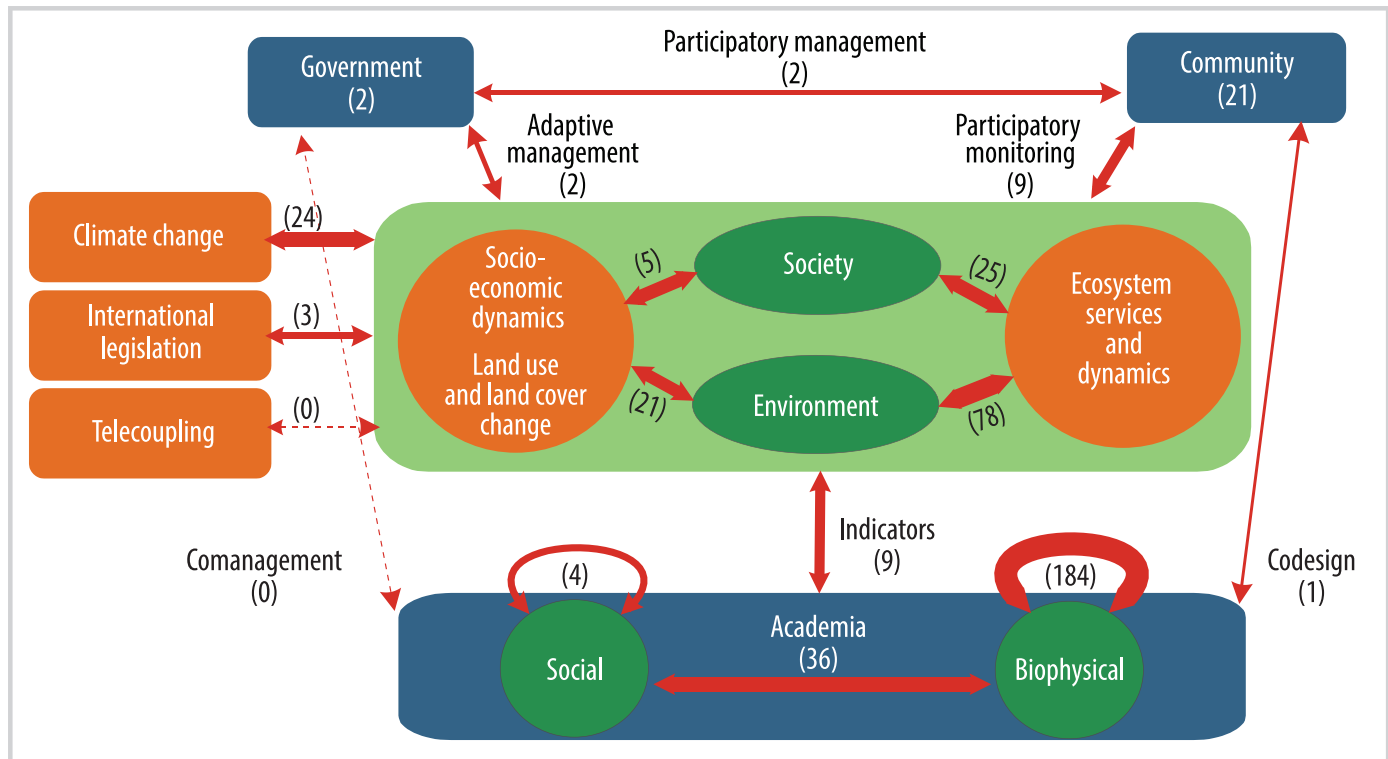 Participatory management
(2)
Government
(2)
Community
(21)
Adaptive
management
(2)
Participatory
monitoring
(9)
Climate change
(24)
International
legislation
(3)
Telecoupling
(0)
Socio-
economic
dynamics
Land use
and land cover
change
(5)
(21)
Society
Environment
(25)
(78)
Ecosystem
services
and
dynamics
Comanagement
(0)
Indicators
(9)
Codesign
(1)
(4)
(184)
Academia
(36)
Social
Biophysical